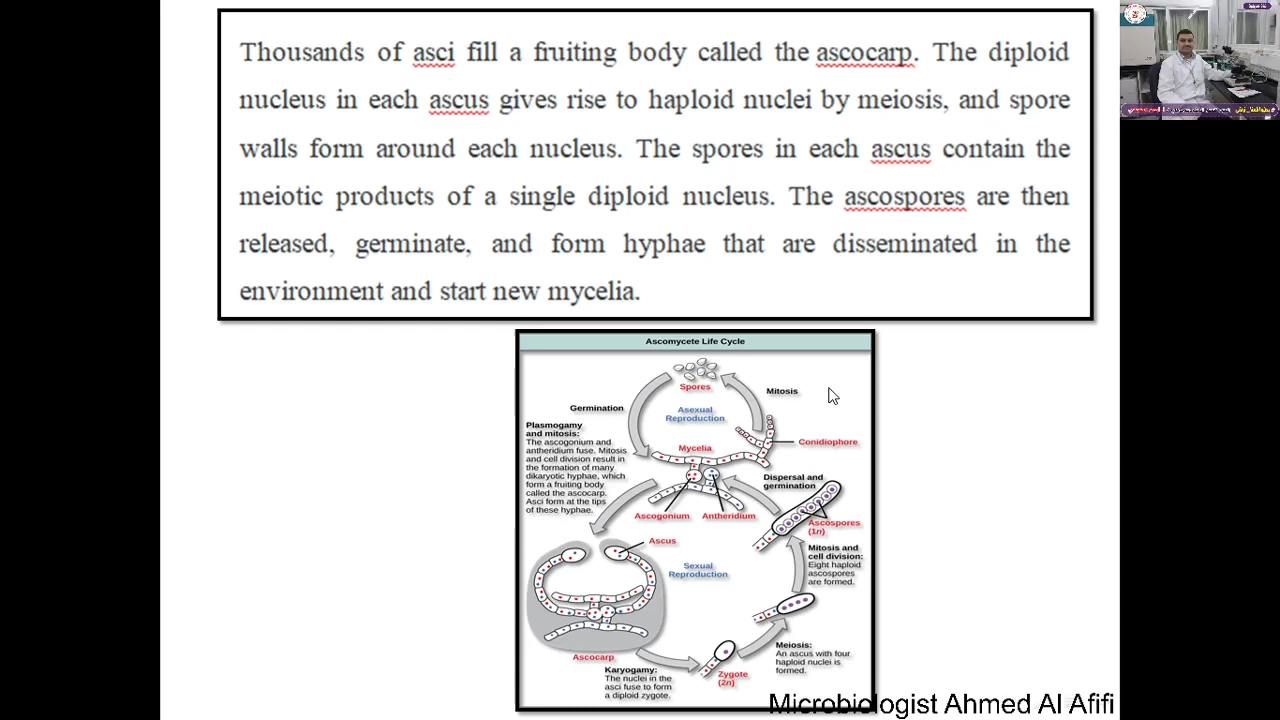 Thousands of asci fill a fruiting body called the ascocarp. The diploid
nucleus in each ascus gives rise to haploid nuclei by meiosis, and spore
walls form around each nucleus. The spores in each ascus contain the
meiotic products of a single diploid nucleus. The ascospores are then
released, germinate, and form hyphae that are disseminated in the
environment and start new mycelia.
Ascomycete Life Cycle
Spores
Mitosis
Germination
Asexual
Reproduction
Plasmogamy
and mitosis:
The ascogonium and
antheridium fuse. Mitosis
and cell division result in
the formation of many
dikaryotic hyphae, which
form a fruiting body
called the ascocarp.
Asci form at the tips
of these hyphae.
Mycelia
Conidiophore
Dispersal and
germination
Ascogonium
Antheridium
Ascospores
(1n)
Ascus
Mitosis and
cell division:
Eight haploid
ascospores
are formed.
Sexual
Reproduction
Meiosis:
An ascus with four
haploid nuclei is
formed.
Ascocarp
Karyogamy:
The nuclei in the
asci fuse to form
a diploid zygote.
Zygote
(2n)
Microbiologist Ahmed Al Afifi